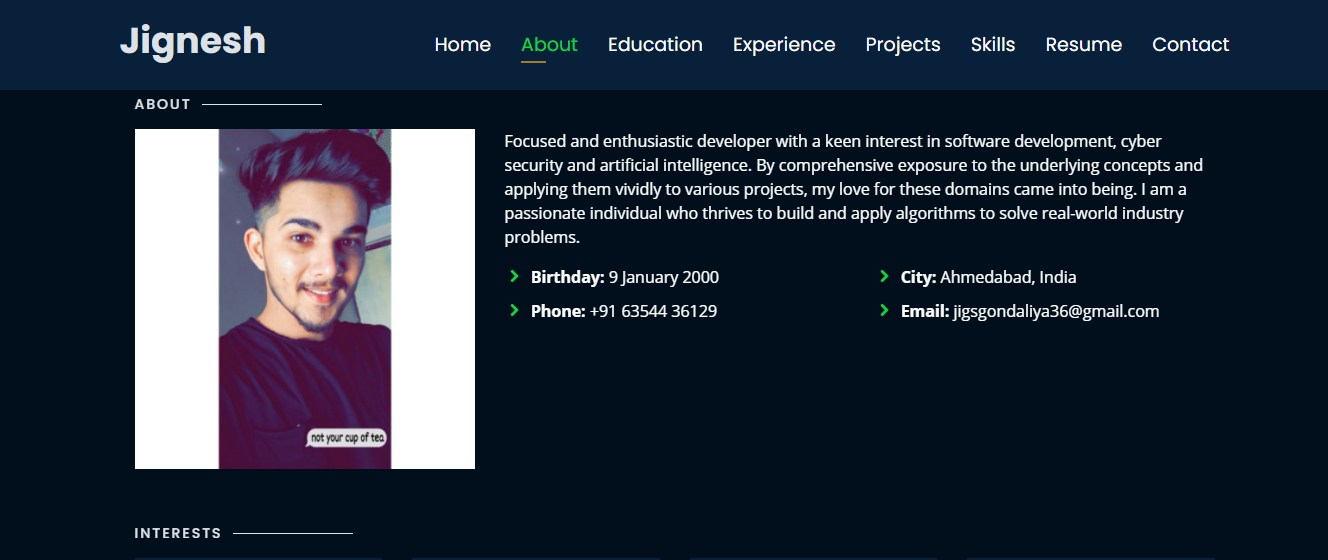 Jignesh
Home About Education Experience Projects Skills Resume Contact
ABOUT
Focused and enthusiastic developer with a keen interest in software development, cyber
security and artificial intelligence. By comprehensive exposure to the underlying concepts and
applying them vividly to various projects, my love for these domains came into being. I am a
passionate individual who thrives to build and apply algorithms to solve real-world industry
problems.
Birthday: 9 January 2000
City: Ahmedabad, India
Phone: +91 63544 36129
Email: jigsgondaliya36@gmail.com
not your cup of tea
INTERESTS